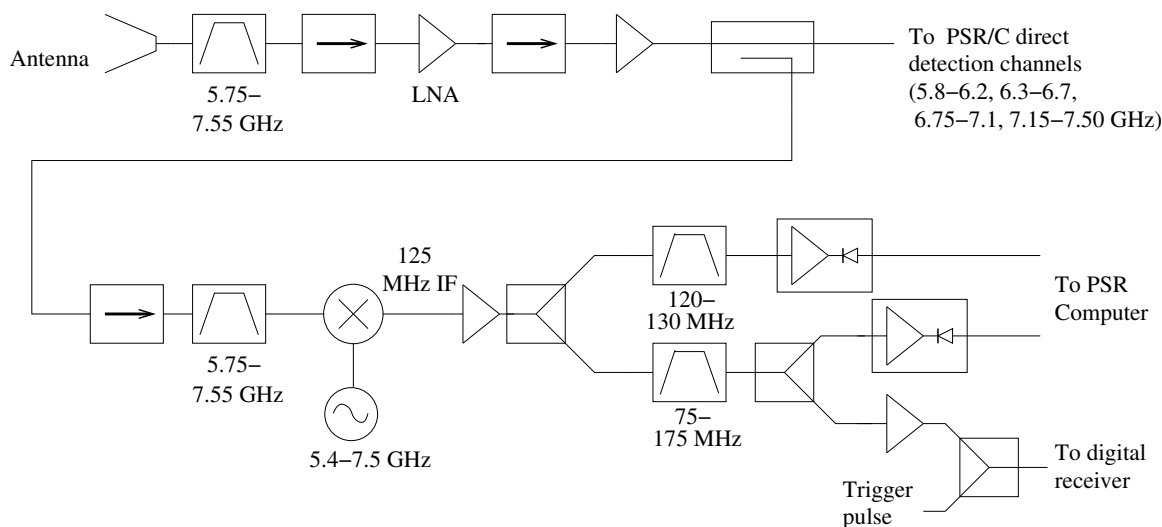 Antenna
5.75–
7.55 GHz
LNA
To PSR/C direct
detection channels
(5.8–6.2, 6.3–6.7,
6.75–7.1, 7.15–7.50 GHz)
125
MHz IF
120–
130 MHz
To PSR
Computer
5.75–
7.55 GHz
5.4–7.5 GHz
75–
175 MHz
Trigger
pulse
To digital
receiver